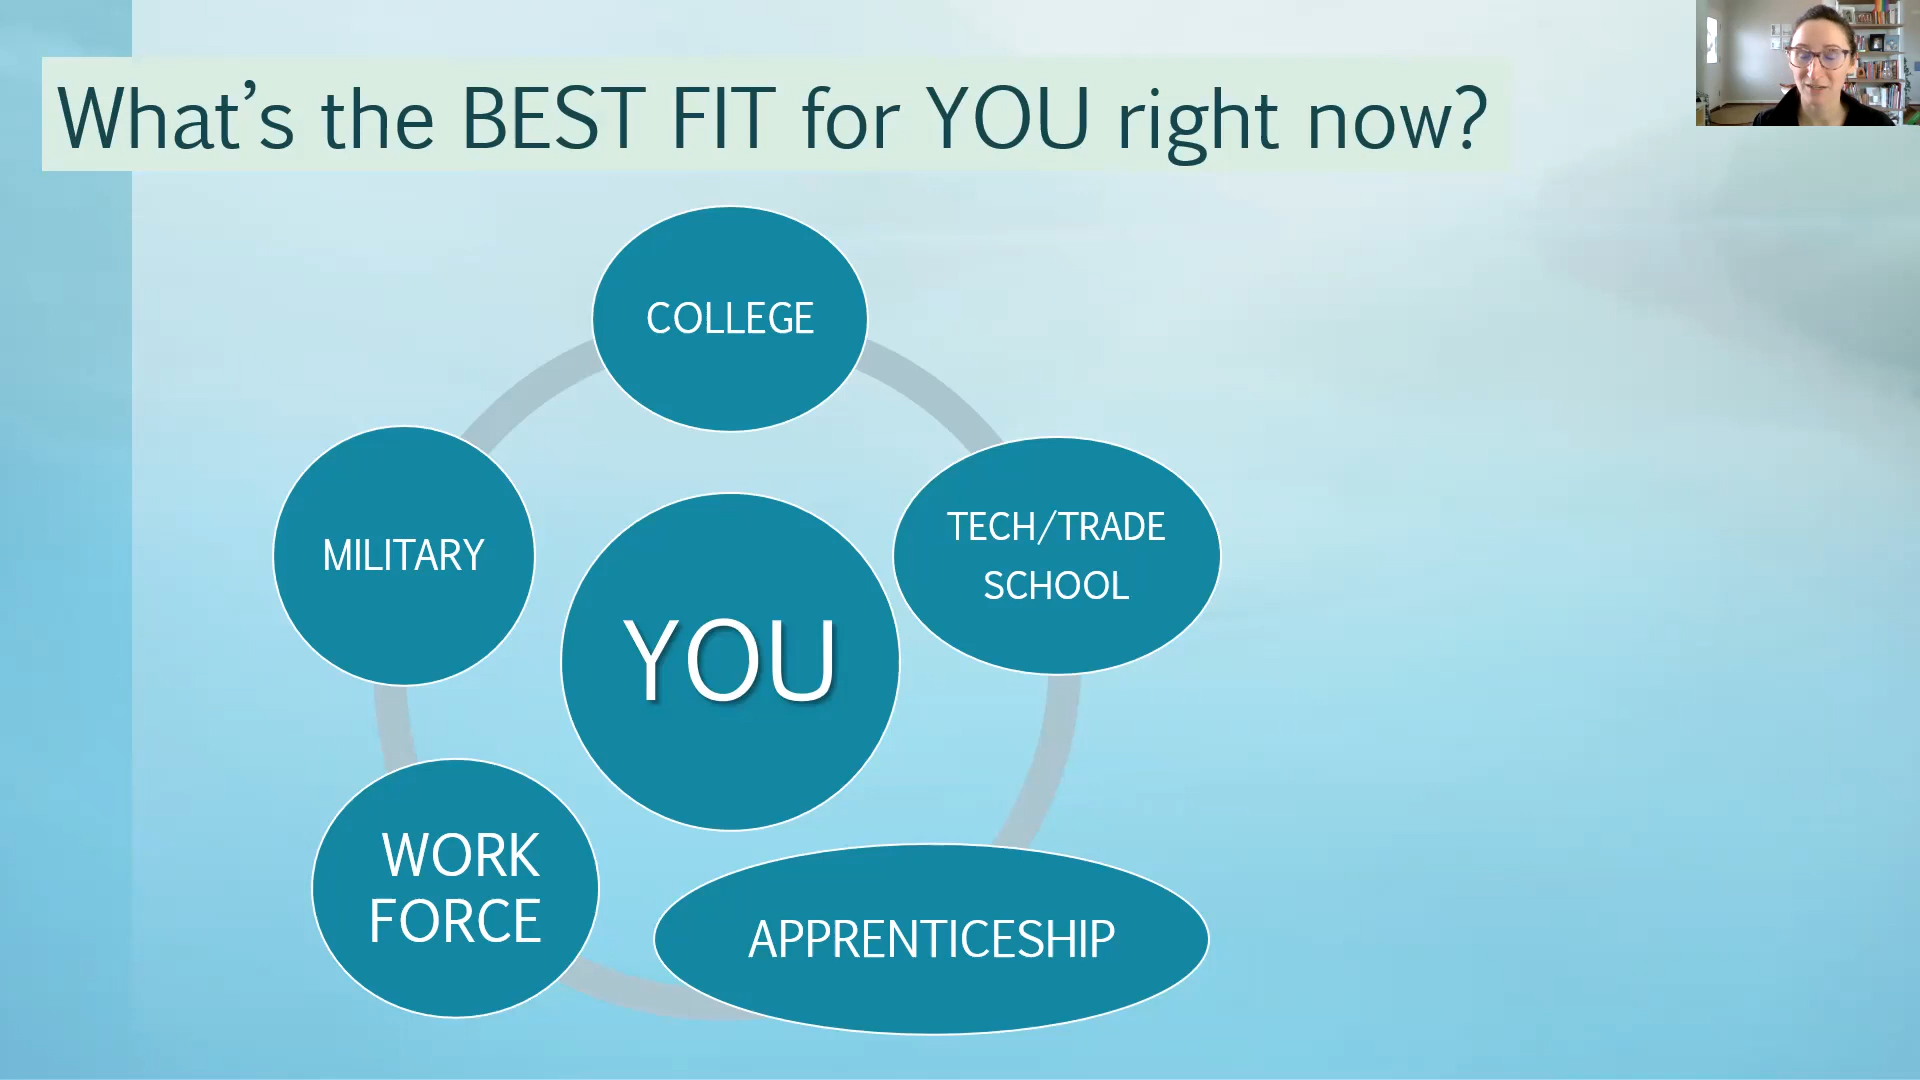 What’s the BEST FIT for YOU right now?
COLLEGE
TECH/TRADE
SCHOOL
MILITARY
YOU
WORK
FORCE
APPRENTICESHIP